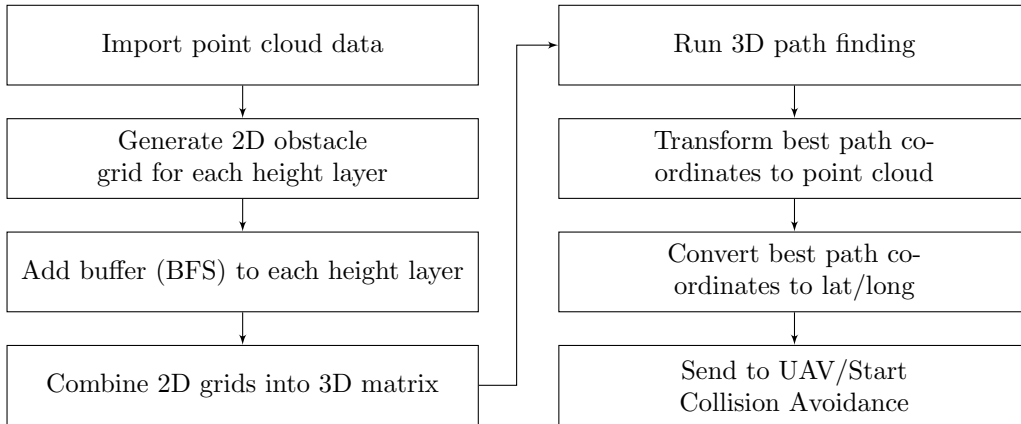 Import point cloud data
Generate 2D obstacle
grid for each height layer
Add buffer (BFS) to each height layer
Combine 2D grids into 3D matrix
Run 3D path finding
Transform best path co-
ordinates to point cloud
Convert best path co-
ordinates to lat/long
Send to UAV/Start
Collision Avoidance